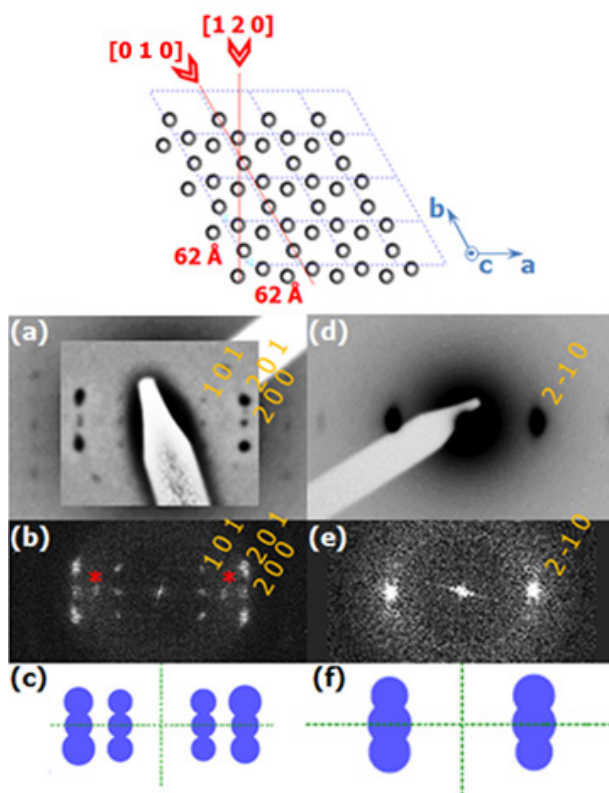 [1 2 0]
[0 1 0]
b
c
a
62 Å
62 Å
(a)
1 0 1
2 0 1
2 0 0
(d)
2 -1 0
(b)
1 0 1
2 0 1
2 0 0
*
*
(e)
2 -1 0
(c)
(f)